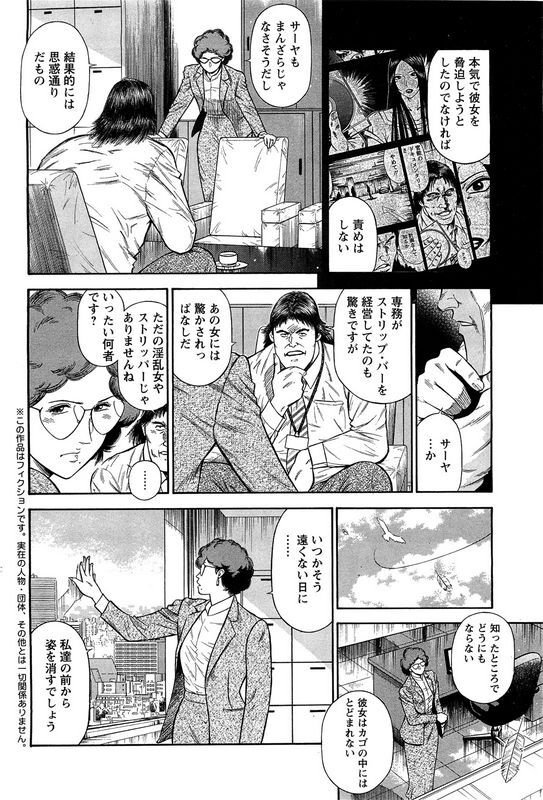 本気で彼女を
脅迫しようと
したのでなければ
責めは
しない
サーヤも
まんざらじゃ
なさそうだし
結果的には
思惑通り
だもの
サーヤ
…か
専務が
ストリップ・バーを
経営してたのも
驚きですが
あの女には
驚かされっ
ぱなしだ
ただの淫乱女や
ストリッパーじゃ
ありませんね
いったい何者
です?
……
知ったところで
どうにも
ならない
彼女はカゴの中には
とどまれない
いつかそう
遠くない日に
……
私達の前から
姿を消すでしょう
※この作品はフィクションです。実在の人物・団体、その他とは一切関係ありません。